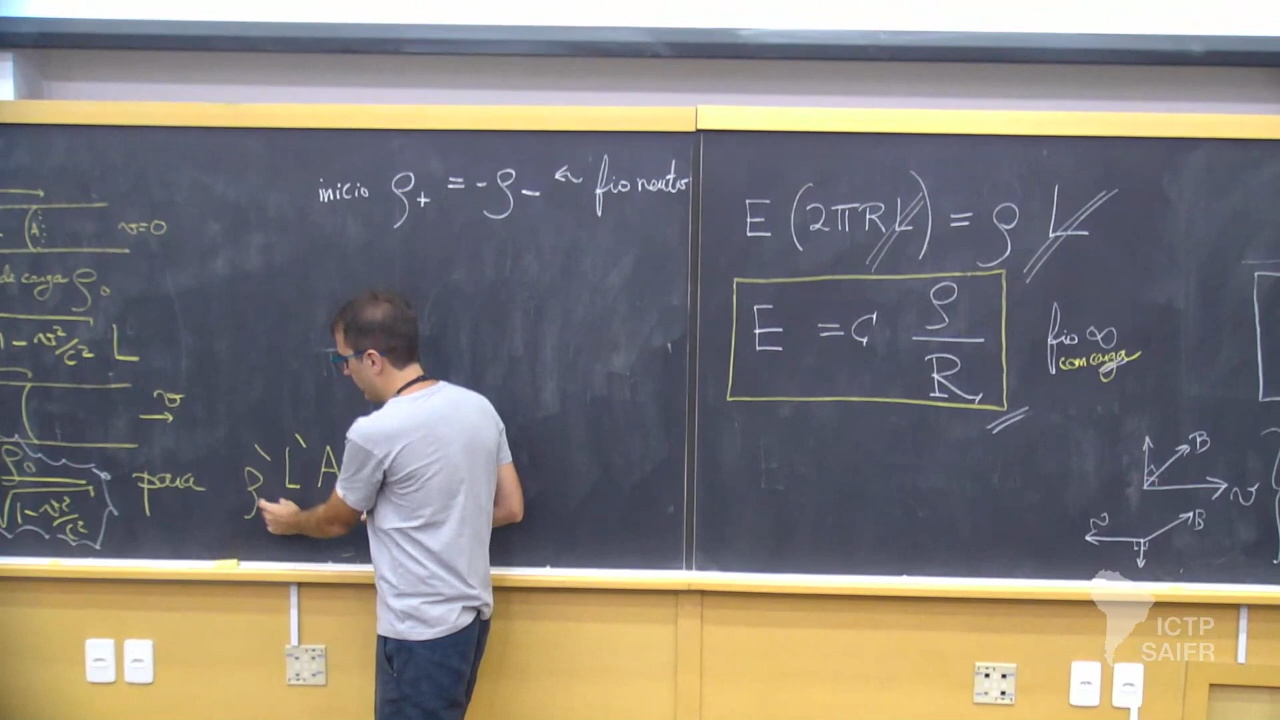 A v=0
de carga ρ₀
1 - v²/c² L
v
ρ₀ / √(1 - v²/c²) para ρ` L` A
inicio ρ₊ = -ρ₋ ← fio neutro
E (2πRL) = ρ L
E = C ρ/R
fio ∞
com carga
B
v
v B
ICTP
SAIFR